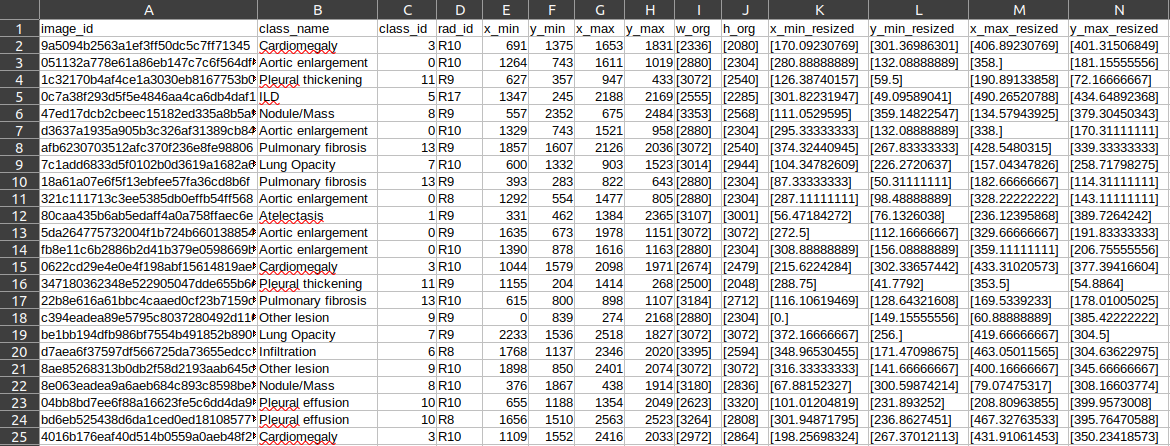 A B C D E F G H I J K L M N
1 image_id class_name class_id rad_id x_min y_min x_max y_max w_org h_org x_min_resized y_min_resized x_max_resized y_max_resized
2 9a5094b2563a1ef3ff50dc5c7ff71345 Cardiomegaly 3 R10 691 1375 1653 1831 [2336] [2080] [170.09230769] [301.36986301] [406.89230769] [401.31506849]
3 051132a778e61a86eb147c7c6f564df Aortic enlargement 0 R10 1264 743 1611 1019 [2880] [2304] [280.88888889] [132.08888889] [358.] [181.15555556]
4 1c32170b4af4ce1a3030eb8167753b0 Pleural thickening 11 R9 627 357 947 433 [3072] [2540] [126.38740157] [59.5] [190.89133858] [72.16666667]
5 0c7a38f293d5f5e4846aa4ca6db4daf1 ILD 5 R17 1347 245 2188 2169 [2555] [2285] [301.82231947] [49.09589041] [490.26520788] [434.64892368]
6 47ed17dcb2cbeec15182ed335a8b5a Nodule/Mass 8 R9 557 2352 675 2484 [3353] [2568] [111.0529595] [359.14822547] [134.57943925] [379.30450343]
7 d3637a1935a905b3c326af31389cb8 Aortic enlargement 0 R10 1329 743 1521 958 [2880] [2304] [295.33333333] [132.08888889] [338.] [170.31111111]
8 afb6230703512afc370f236e8fe98806 Pulmonary fibrosis 13 R9 1857 1607 2126 2036 [3072] [2540] [374.32440945] [267.83333333] [428.5480315] [339.33333333]
9 7c1add6833d5f0102b0d3619a1682a Lung Opacity 7 R10 600 1332 903 1523 [3014] [2944] [104.34782609] [226.2720637] [157.04347826] [258.71798275]
10 18a61a07e6f5f13ebfee57fa36cd8b6f Pulmonary fibrosis 13 R9 393 283 822 643 [2880] [2304] [87.33333333] [50.31111111] [182.66666667] [114.31111111]
11 321c111713c3ee5385db0effb54ff568 Aortic enlargement 0 R8 1292 554 1477 805 [2880] [2304] [287.11111111] [98.48888889] [328.22222222] [143.11111111]
12 80caa435b6ab5edaff4a0a758ffaec6e Atelectasis 1 R9 331 462 1384 2365 [3107] [3001] [56.47184272] [76.1326038] [236.12395868] [389.7264242]
13 5da264775732004f1b724b660138854 Aortic enlargement 0 R9 1635 673 1978 1151 [3072] [3072] [272.5] [112.16666667] [329.66666667] [191.83333333]
14 fb8e11c6b2886b2d41b379e0598669 Aortic enlargement 0 R10 1390 878 1616 1163 [2880] [2304] [308.88888889] [156.08888889] [359.11111111] [206.75555556]
15 0622cd29e4e0e4f198abf15614819ae Cardiomegaly 3 R10 1044 1579 2098 1971 [2674] [2479] [215.6224284] [302.33657442] [433.31020573] [377.39416604]
16 347180362348e522905047dde655b6 Pleural thickening 11 R9 1155 204 1414 268 [2500] [2048] [288.75] [41.7792] [353.5] [54.8864]
17 22b8e616a61bbc4caaed0cf23b7159 Pulmonary fibrosis 13 R10 615 800 898 1107 [3184] [2712] [116.10619469] [128.64321608] [169.5339233] [178.01005025]
18 c394eadea89e5795c8037280492d11 Other lesion 9 R9 0 839 274 2168 [2880] [2304] [0.] [149.15555556] [60.88888889] [385.42222222]
19 be1bb194dfb986bf7554b491852b890 Lung Opacity 7 R9 2233 1536 2518 1827 [3072] [3072] [372.16666667] [256.] [419.66666667] [304.5]
20 d7aea6f37597df566725da73655edcc Infiltration 6 R8 1768 1137 2346 2020 [3395] [2594] [348.96530455] [171.47098675] [463.05011565] [304.63622975]
21 8ae85268313b0db2f58d2193aab645c Other lesion 9 R10 1898 850 2401 2074 [3072] [3072] [316.33333333] [141.66666667] [400.16666667] [345.66666667]
22 8e063eadea9a6aeb684c893c8598be Nodule/Mass 8 R10 376 1867 438 1914 [3180] [2836] [67.88152327] [300.59874214] [79.07475317] [308.16603774]
23 04bb8bd7ee6f88a16623fe5c6dd4da9 Pleural effusion 10 R10 655 1188 1354 2049 [2623] [3320] [101.01204819] [231.893252] [208.80963855] [399.9573008]
24 bd6eb525438d6da1ced0ed18108577 Pleural effusion 10 R8 1656 1510 2563 2523 [3264] [2808] [301.94871795] [236.8627451] [467.32763533] [395.76470588]
25 4016b176eaf40d514b0559a0aeb48f2 Cardiomegaly 3 R10 1109 1552 2416 2033 [2972] [2864] [198.25698324] [267.37012113] [431.91061453] [350.23418573]